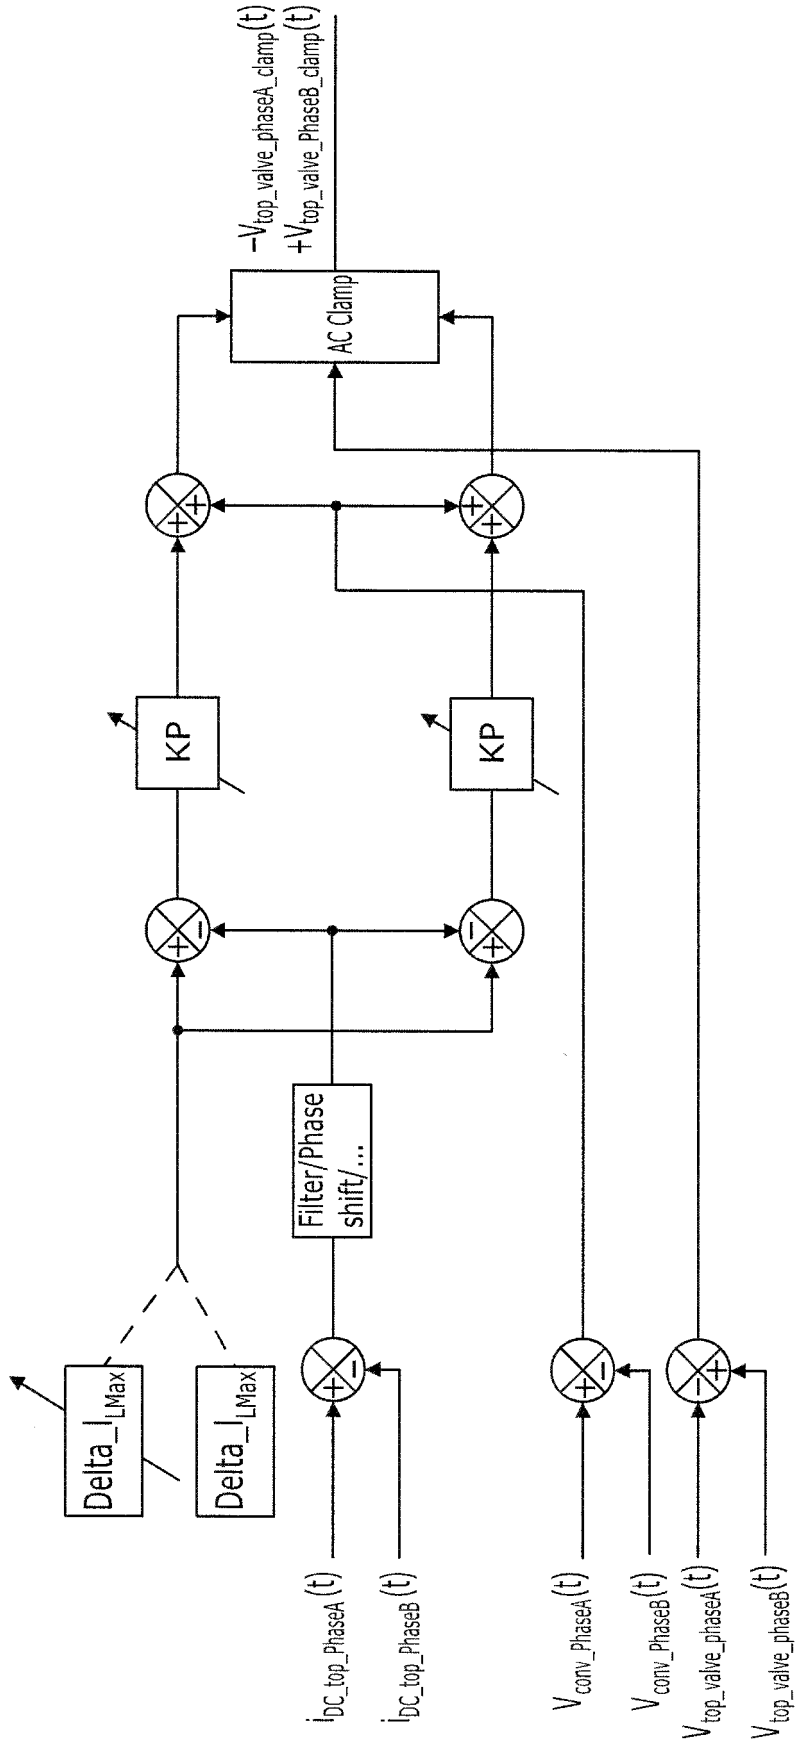 Delta_I_LMax
Delta_I_LMax
i_DC_top_PhaseA(t)
i_DC_top_PhaseB(t)
V_conv_PhaseA(t)
V_conv_PhaseB(t)
V_top_valve_phaseA(t)
V_top_valve_phaseB(t)
+
−
+
−
−
+
Filter/Phase
shift/...
+
−
−
+
KP
KP
+
+
+
+
AC Clamp
−V_top_valve_phaseA_clamp(t)
+V_top_valve_PhaseB_clamp(t)